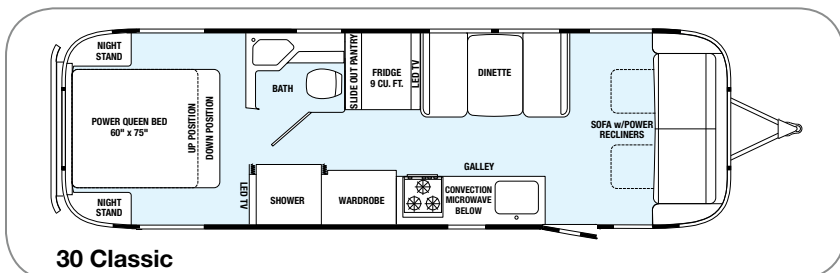 NIGHT
STAND
POWER QUEEN BED
60" x 75"
UP POSITION
DOWN POSITION
NIGHT
STAND
BATH
SLIDE OUT PANTRY
FRIDGE
9 CU. FT.
LED TV
DINETTE
SOFA w/POWER
RECLINERS
LED TV
SHOWER
WARDROBE
GALLEY
CONVECTION
MICROWAVE
BELOW
30 Classic